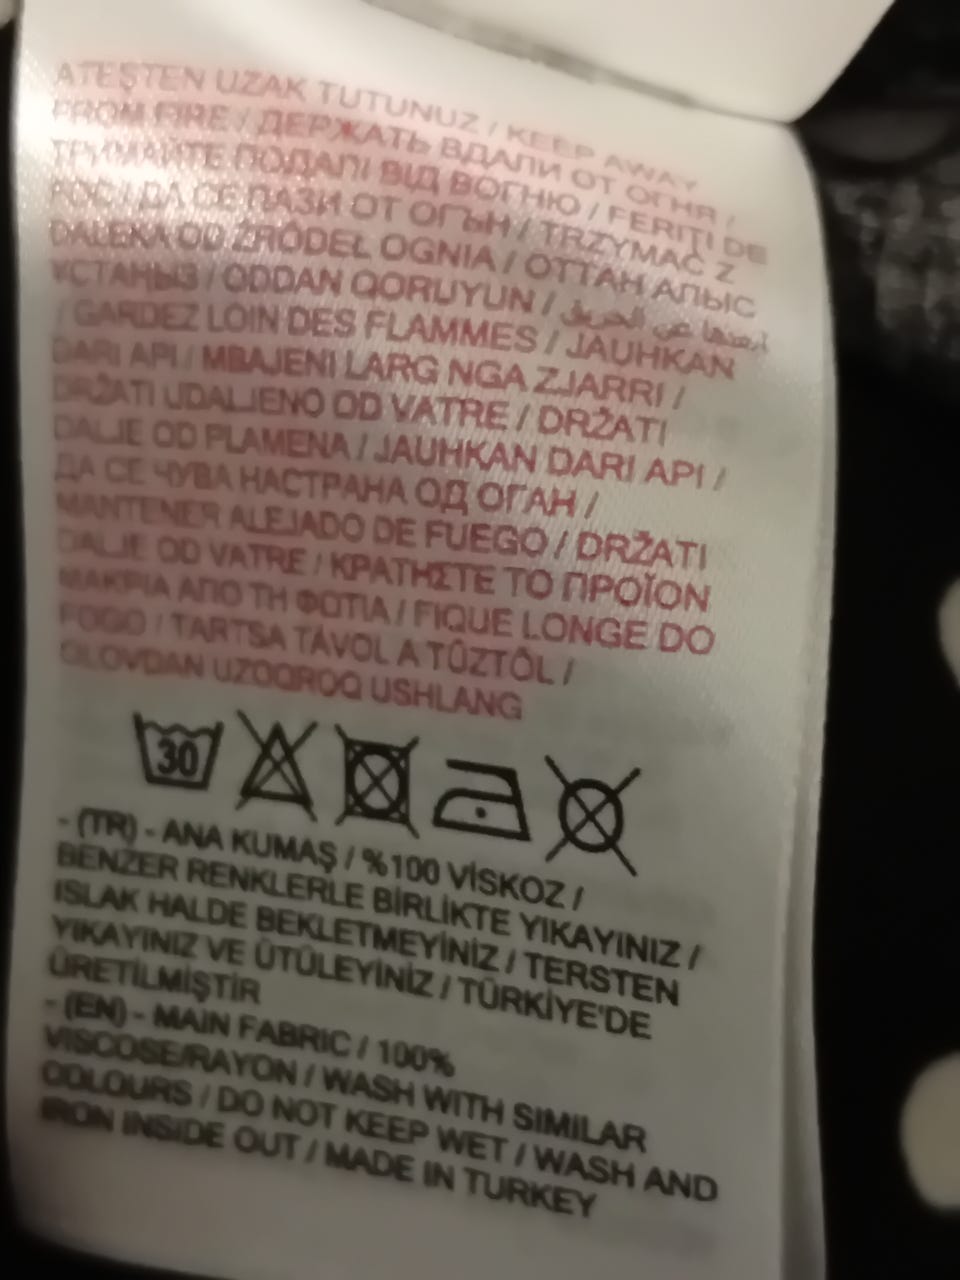 ATEŞTEN UZAK TUTUNUZ / KEEP AWAY
FROM FIRE / ДЕРЖАТЬ ВДАЛИ ОТ ОГНЯ /
ТРИМАЙТЕ ПОДАЛІ ВІД ВОГНЮ / FERIȚI DE
FOC / ДА СЕ ПАЗИ ОТ ОГЪН / TRZYMAĆ Z
DALEKA OD ŹRÓDEŁ OGNIA / ОТТАН АЛЫС
ҰСТАНЫЗ / ODDAN QORUYUN / أبعدها عن الحريق
/ GARDEZ LOIN DES FLAMMES / JAUHKAN
DARI API / MBAJENI LARG NGA ZJARRI /
DRŽATI UDALJENO OD VATRE / DRŽATI
DALJE OD PLAMENA / JAUHKAN DARI API /
ДА СЕ ЧУВА НАСТРАНА ОД ОГАН /
MANTENER ALEJADO DE FUEGO / DRŽATI
DALJE OD VATRE / ΚΡΑΤΗΣΤΕ ΤΟ ΠΡΟΪΟΝ
ΜΑΚΡΙΑ ΑΠΟ ΤΗ ΦΩΤΙΑ / FIQUE LONGE DO
FOGO / TARTSA TÁVOL A TŰZTŐL /
OLOVDAN UZOQROQ USHLANG
30
- (TR) - ANA KUMAŞ / %100 VİSKOZ /
BENZER RENKLERLE BİRLİKTE YIKAYINIZ /
ISLAK HALDE BEKLETMEYİNİZ / TERSTEN
YIKAYINIZ VE ÜTÜLEYİNİZ / TÜRKİYE'DE
ÜRETİLMİŞTİR
- (EN) - MAIN FABRIC / 100%
VISCOSE/RAYON / WASH WITH SIMILAR
COLOURS / DO NOT KEEP WET / WASH AND
IRON INSIDE OUT / MADE IN TURKEY